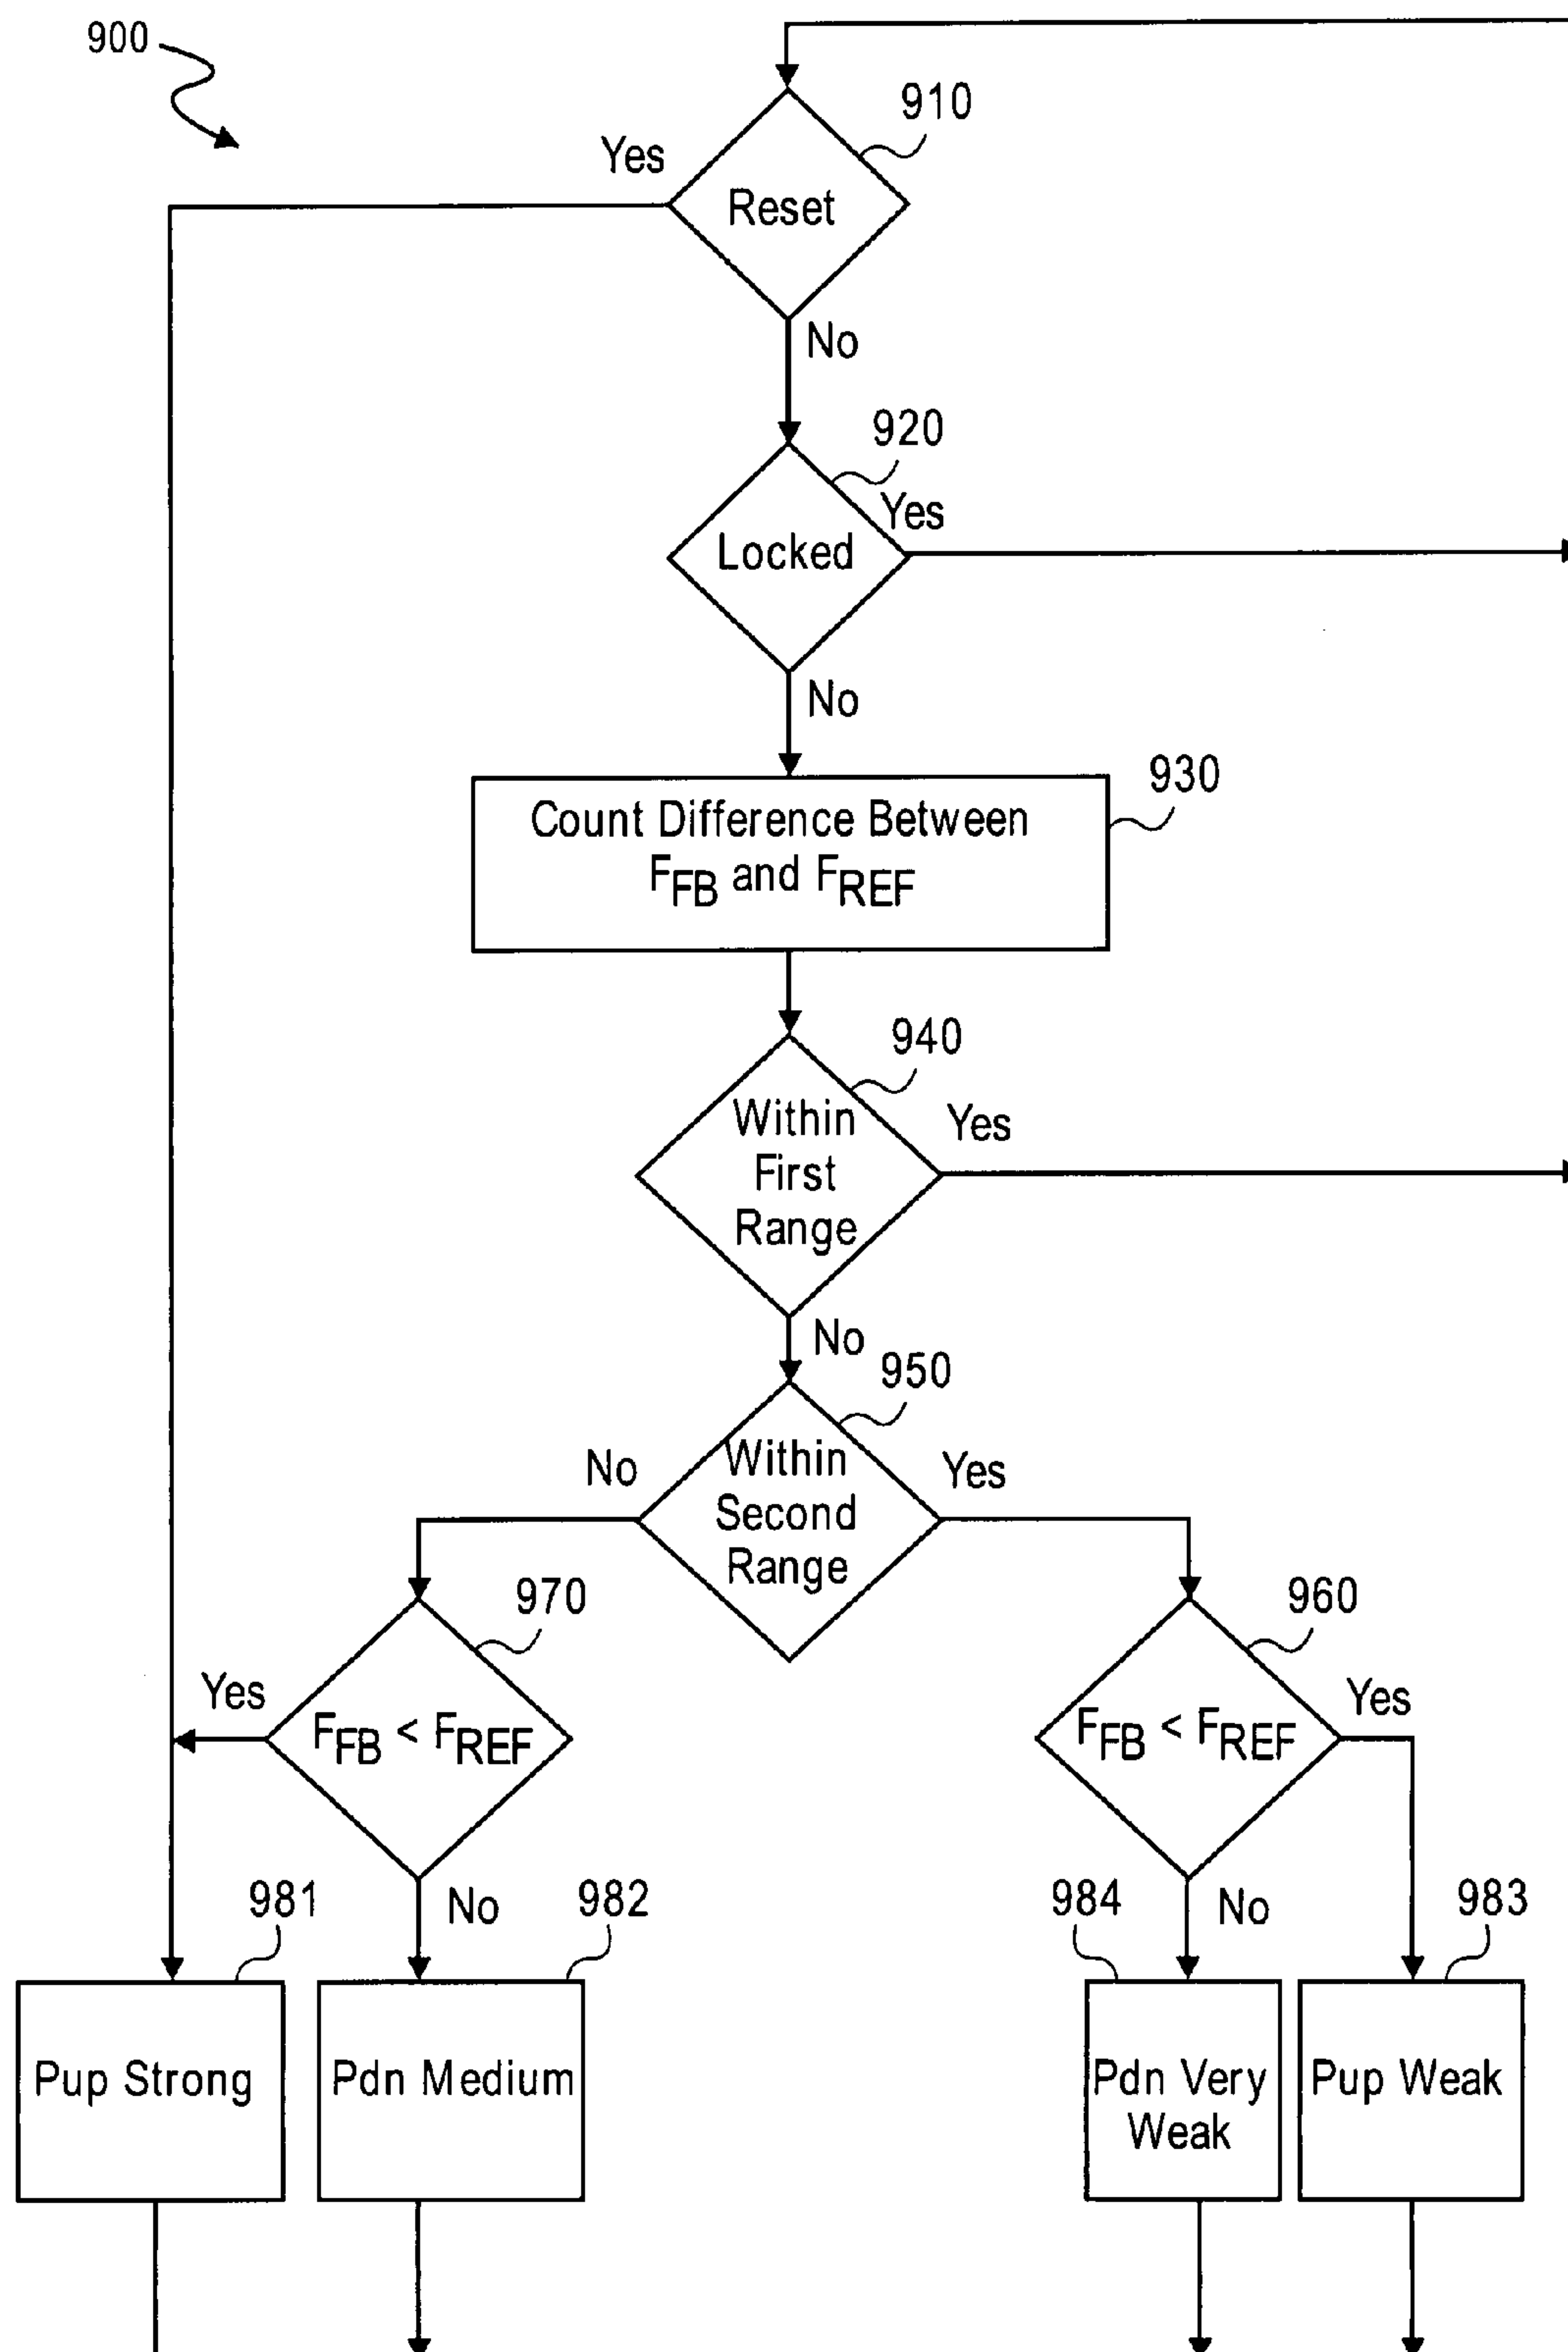 900
910
Yes
Reset
No
920
Yes
Locked
No
930
Count Difference Between
FFB and FREF
940
Within
First
Range
Yes
No
950
No
Within
Second
Range
Yes
970
960
Yes
FFB < FREF
FFB < FREF
Yes
981
No
982
984
No
983
Pup Strong
Pdn Medium
Pdn Very
Weak
Pup Weak